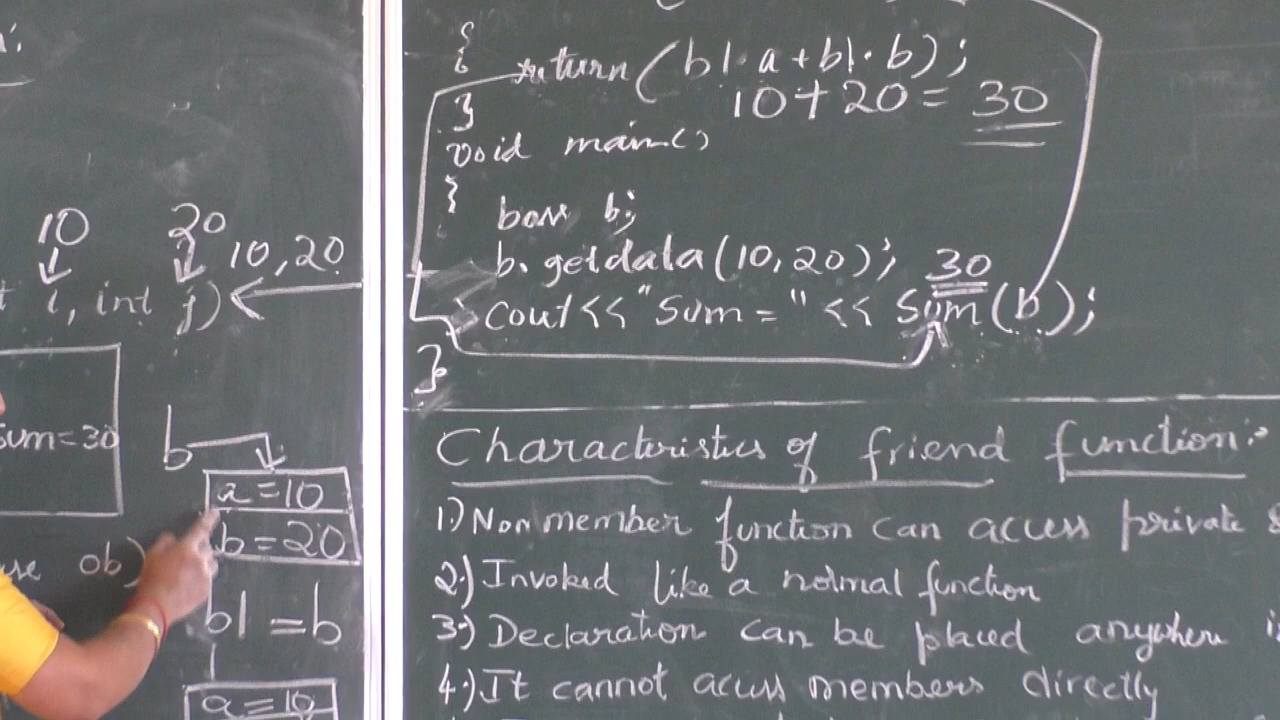 10 20
10,20
i, int j)
Sum=30
b
a=10
b=20
ob)
b1 =b
a=10
{
return(b1.a+b1.b);
10+20=30
}
void main()
{
base b;
b.getdata(10,20);
30
cout<<"Sum="<< Sum(b);
}
Characteristics of friend function:-
1) Non member function can access private
2) Invoked like a normal function
3) Declaration can be placed anywhere
4) It cannot access members directly